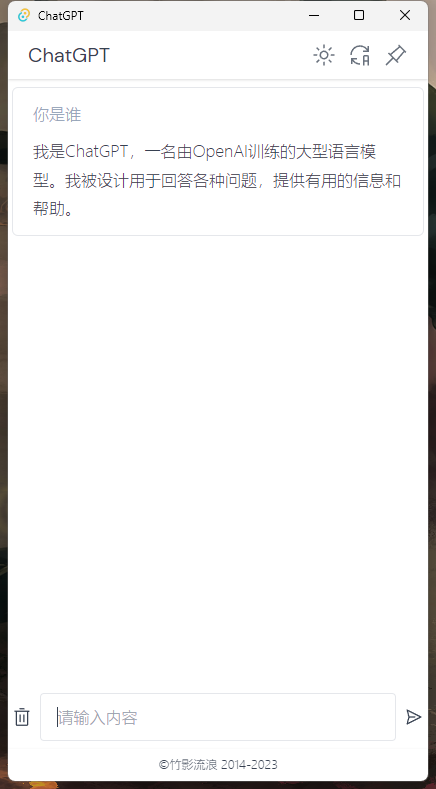 ChatGPT
ChatGPT
你是谁
我是ChatGPT，一名由OpenAI训练的大型语言模
型。我被设计用于回答各种问题，提供有用的信息和
帮助。
请输入内容
©竹影流浪 2014-2023